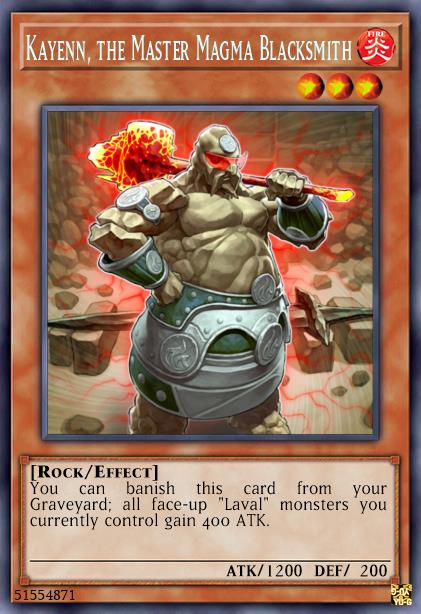 Kayenn, the Master Magma Blacksmith
FIRE
炎
[Rock/Effect]
You can banish this card from your
Graveyard; all face-up "Laval" monsters you
currently control gain 400 ATK.
ATK/1200 DEF/ 200
51554871